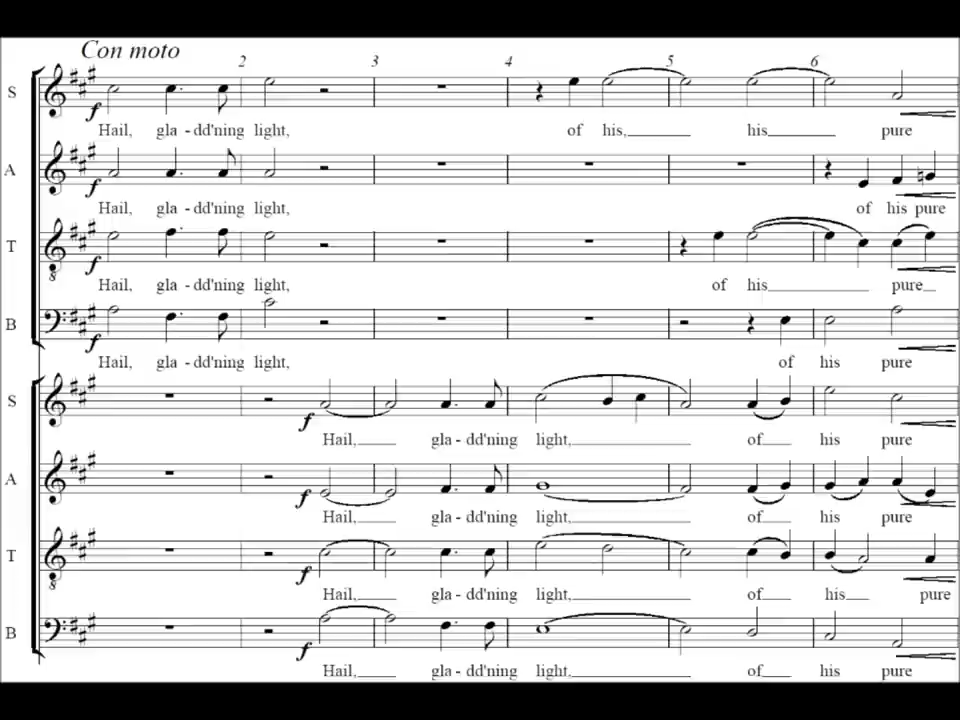 Con moto
2 3 4 5 6
S
f
Hail, gla - dd'ning light, of his, his pure
A
f
Hail, gla - dd'ning light, of his pure
T
f
8
Hail, gla - dd'ning light, of his pure
B
f
Hail, gla - dd'ning light, of his pure
S
f
Hail, gla - dd'ning light, of his pure
A
f
Hail, gla - dd'ning light, of his pure
T
f
8
Hail, gla - dd'ning light, of his pure
B
f
Hail, gla - dd'ning light, of his pure